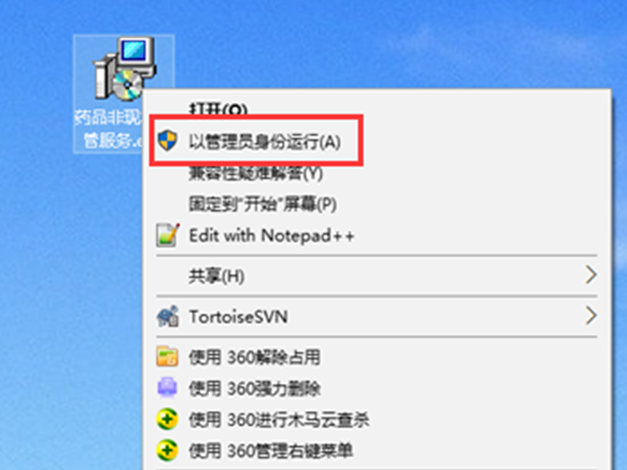 药品非现
管服务.e
打开(O)
以管理员身份运行(A)
兼容性疑难解答(Y)
固定到"开始"屏幕(P)
Edit with Notepad++
共享(H)
TortoiseSVN
使用 360解除占用
使用 360强力删除
使用 360进行木马云查杀
使用 360管理右键菜单